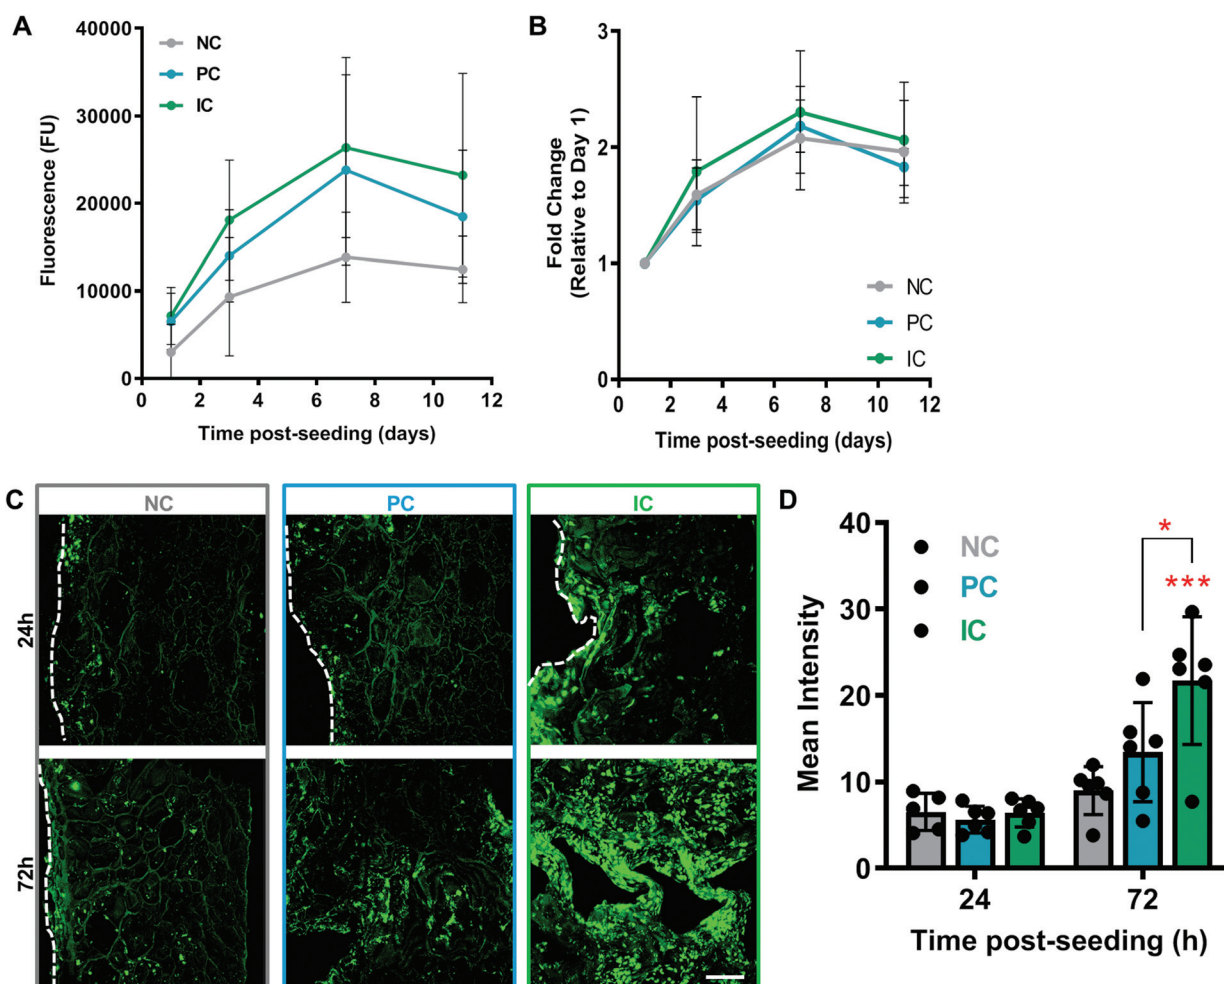 A
40000
30000
20000
10000
0
Fluorescence (FU)
NC
PC
IC
0 2 4 6 8 10 12
Time post-seeding (days)
B
3
2
1
0
Fold Change
(Relative to Day 1)
NC
PC
IC
0 2 4 6 8 10 12
Time post-seeding (days)
C
NC PC IC
24h
72h
D
40
30
20
10
0
Mean Intensity
NC
PC
IC
*
***
24 72
Time post-seeding (h)